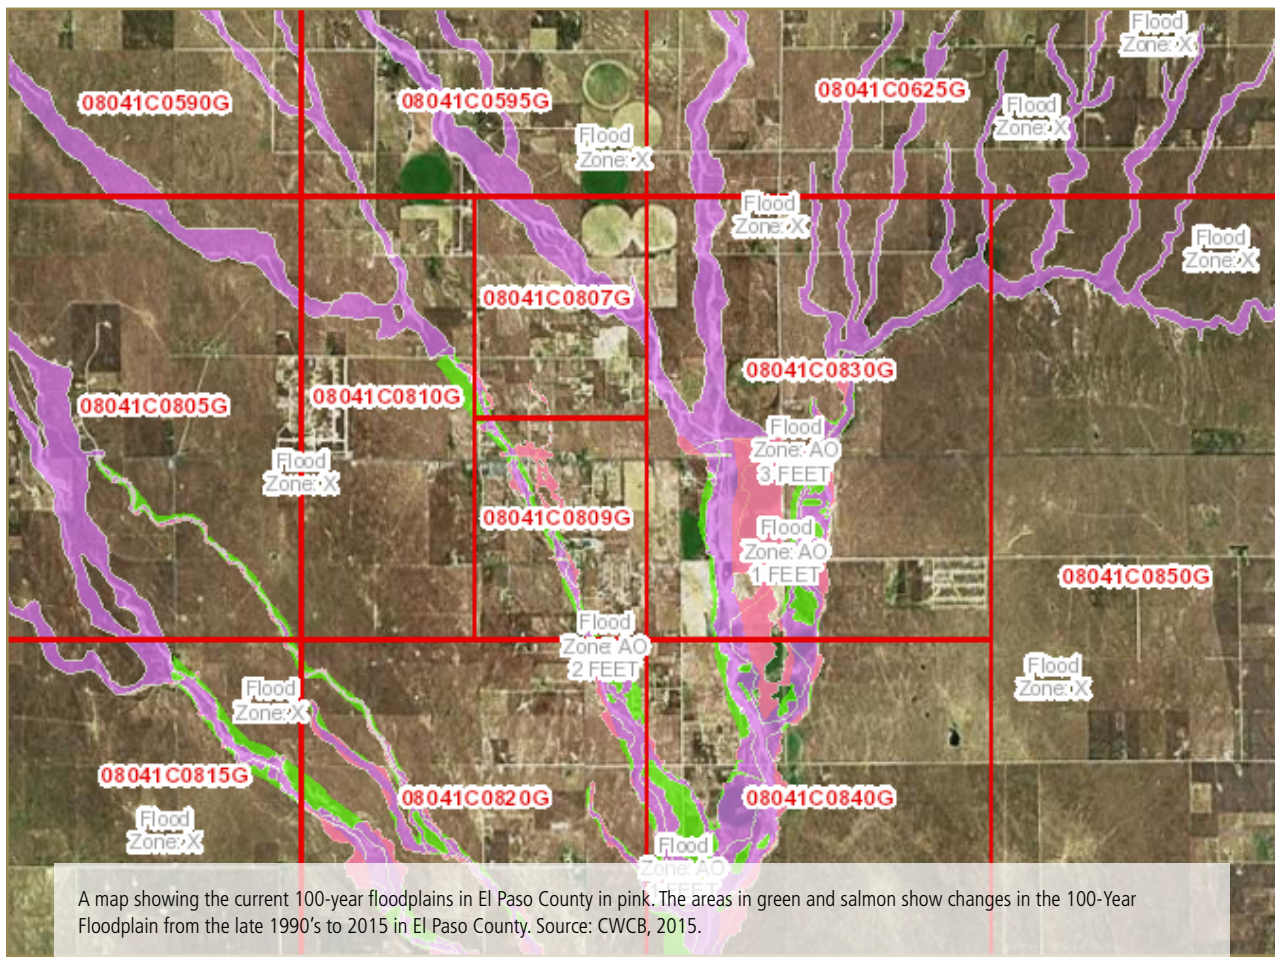 Flood
Zone: X
08041C0590G
08041C0595G
08041C0625G
Flood
Zone: X
Flood
Zone: X
Flood
Zone: X
Flood
Zone: X
08041C0807G
08041C0830G
08041C0810G
08041C0805G
Flood
Zone: AO
3 FEET
Flood
Zone: X
08041C0809G
Flood
Zone: AO
1 FEET
08041C0850G
Flood
Zone: AO
2 FEET
Flood
Zone: X
Flood
Zone: X
08041C0815G
08041C0820G
08041C0840G
Flood
Zone: X
Flood
Zone: AO
FEET
A map showing the current 100-year floodplains in El Paso County in pink. The areas in green and salmon show changes in the 100-Year
Floodplain from the late 1990's to 2015 in El Paso County. Source: CWCB, 2015.